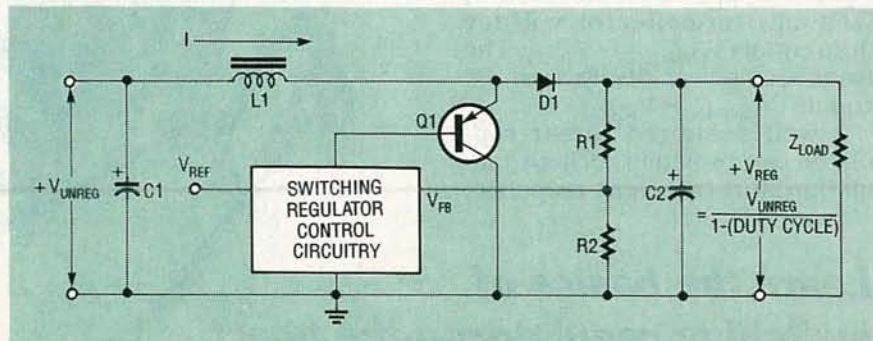 I
L1
D1
Q1
R1
Z_LOAD
+ V_UNREG
+
C1
V_REF
SWITCHING
REGULATOR
CONTROL
CIRCUITRY
V_FB
R2
+
C2
+ V_REG
= V_UNREG
1-(DUTY CYCLE)